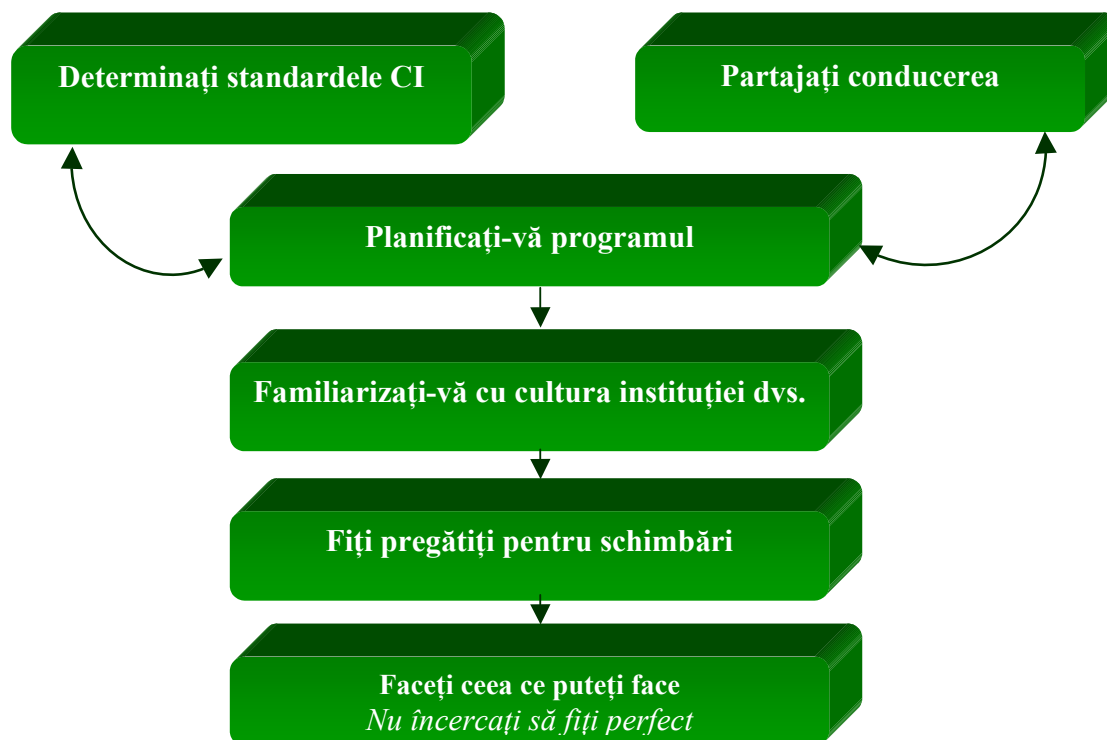 Determinați standardele CI
Partajați conducerea
Planificați-vă programul
Familiarizați-vă cu cultura instituției dvs.
Fiți pregătiți pentru schimbări
Faceți ceea ce puteți face
Nu încercați să fiți perfect